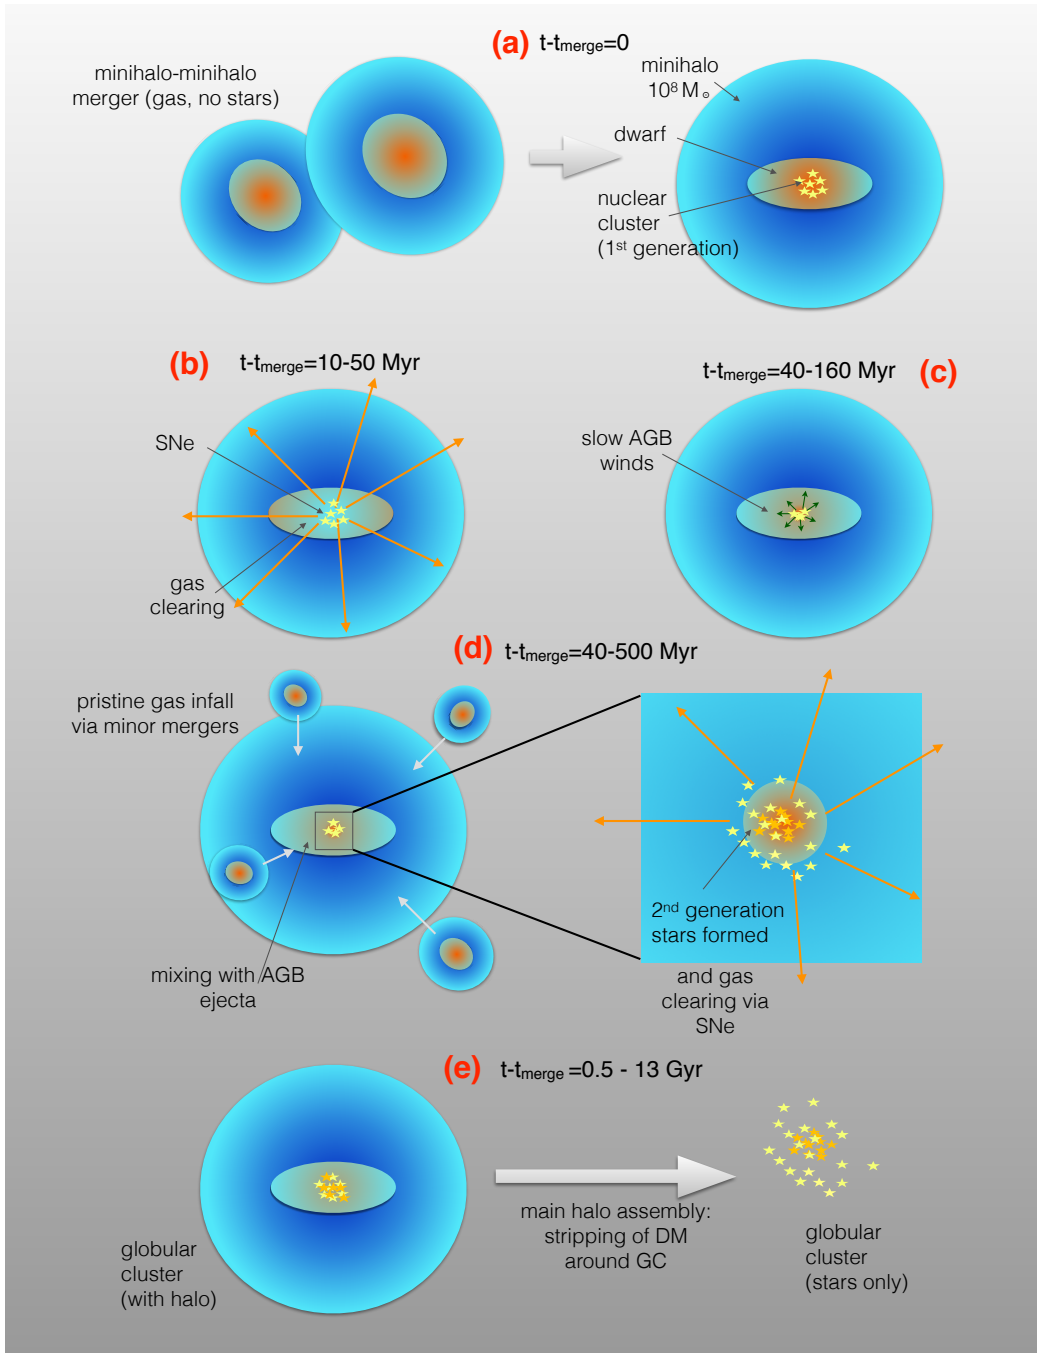 (a) t-tmerge=0
minihalo-minihalo
merger (gas, no stars)
minihalo
10⁸ M⊙
dwarf
nuclear
cluster
(1st generation)
(b) t-tmerge=10-50 Myr
SNe
gas
clearing
t-tmerge=40-160 Myr (c)
slow AGB
winds
(d) t-tmerge=40-500 Myr
pristine gas infall
via minor mergers
mixing with AGB
ejecta
2nd generation
stars formed
and gas
clearing via
SNe
(e) t-tmerge =0.5 - 13 Gyr
globular
cluster
(with halo)
main halo assembly:
stripping of DM
around GC
globular
cluster
(stars only)